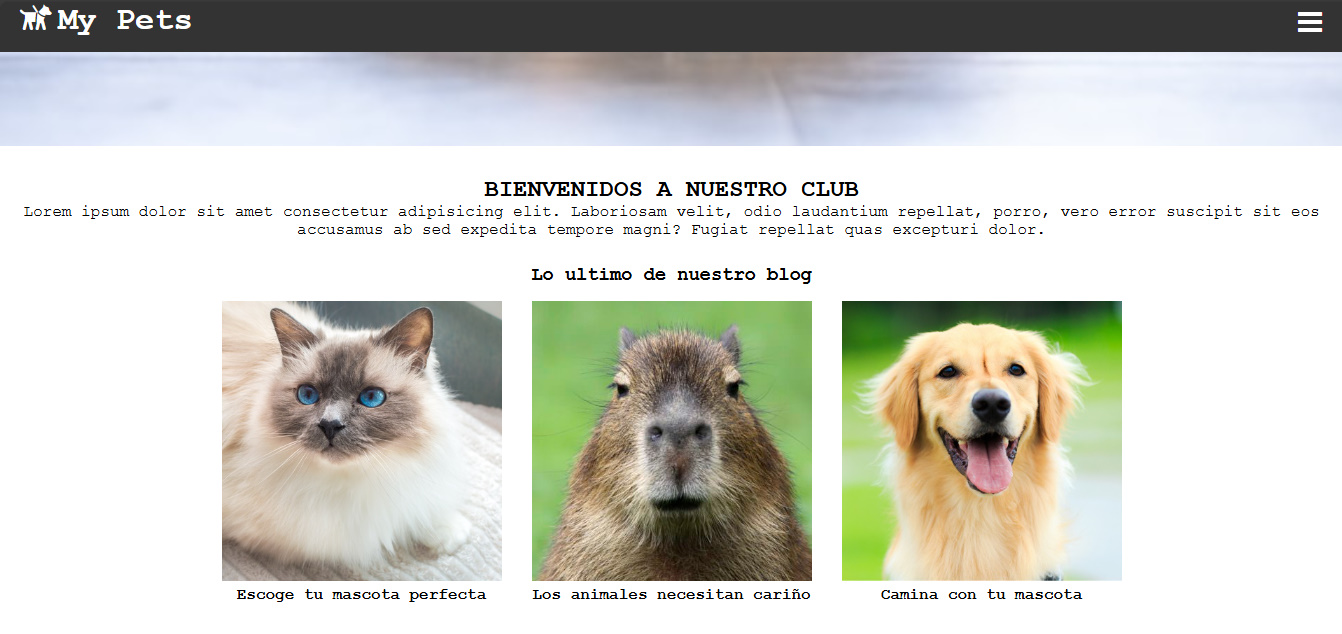 My Pets
BIENVENIDOS A NUESTRO CLUB
Lorem ipsum dolor sit amet consectetur adipisicing elit. Laboriosam velit, odio laudantium repellat, porro, vero error suscipit sit eos
accusamus ab sed expedita tempore magni? Fugiat repellat quas excepturi dolor.
Lo ultimo de nuestro blog
Escoge tu mascota perfecta
Los animales necesitan cariño
Camina con tu mascota